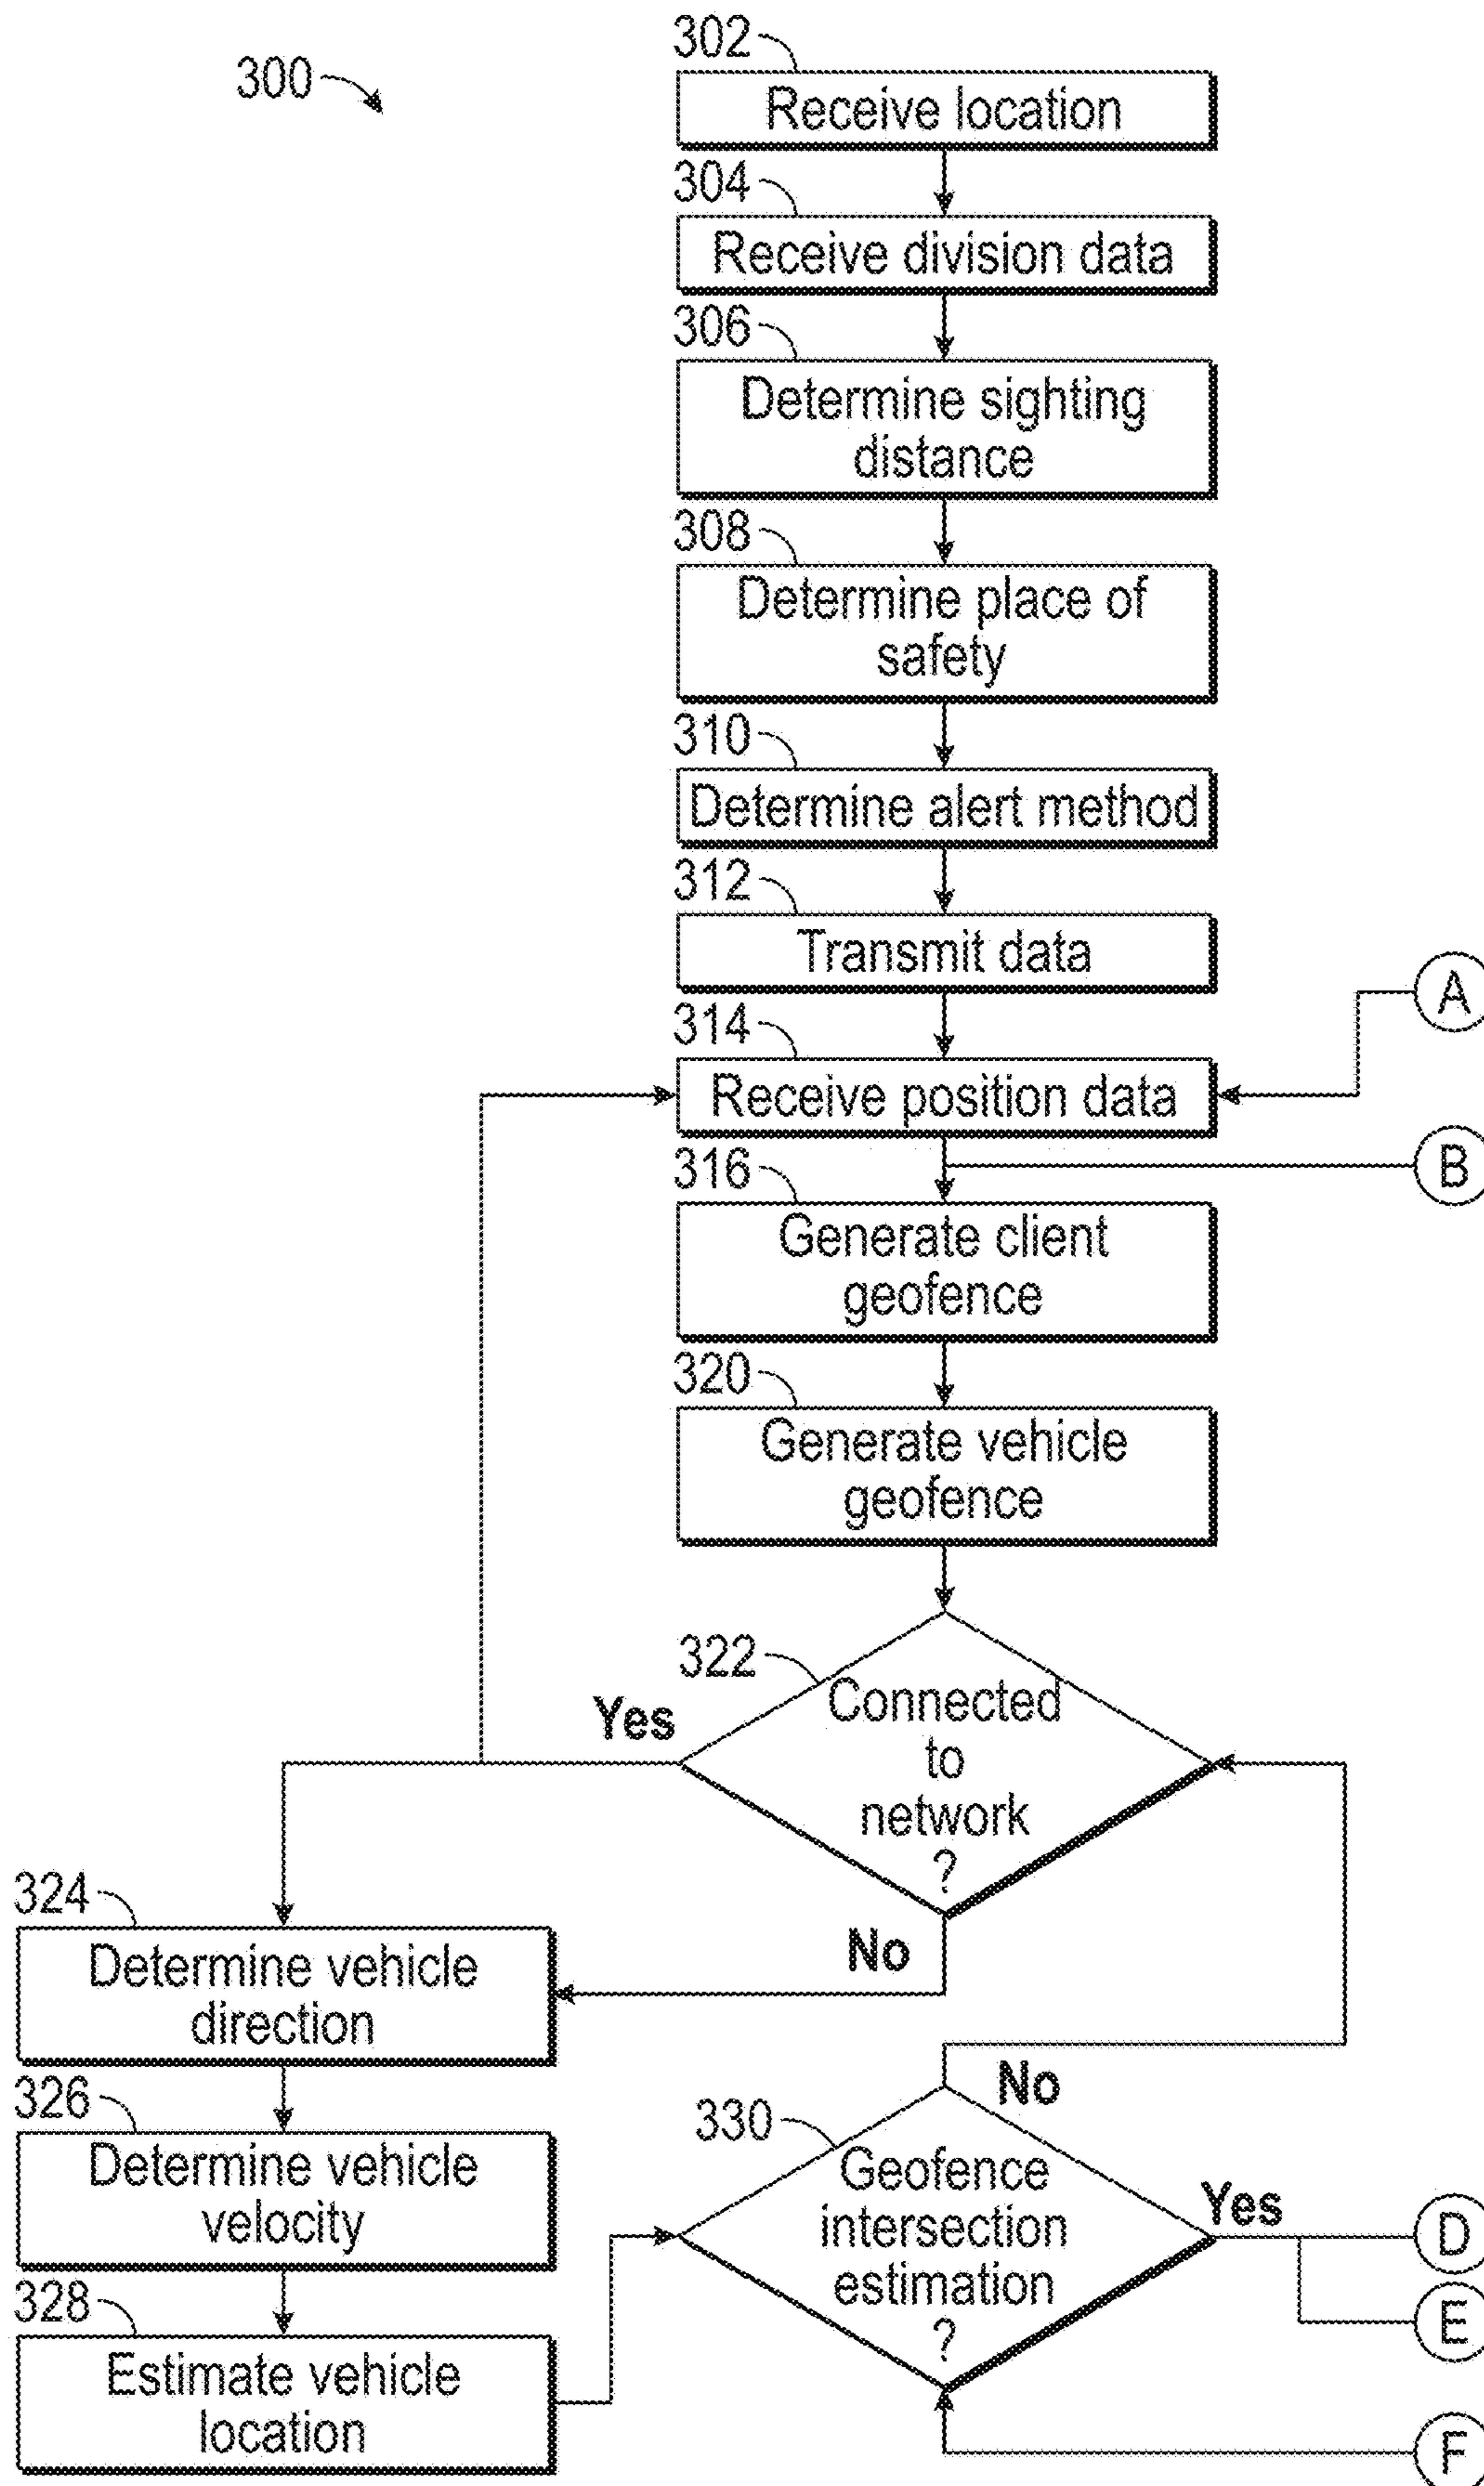 300
302
Receive location
304
Receive division data
306
Determine sighting
distance
308
Determine place of
safety
310
Determine alert method
312
Transmit data
A
314
Receive position data
B
316
Generate client
geofence
320
Generate vehicle
geofence
322
Connected
to
network
?
Yes
No
324
Determine vehicle
direction
326
Determine vehicle
velocity
328
Estimate vehicle
location
330
Geofence
intersection
estimation
?
No
Yes
D
E
F